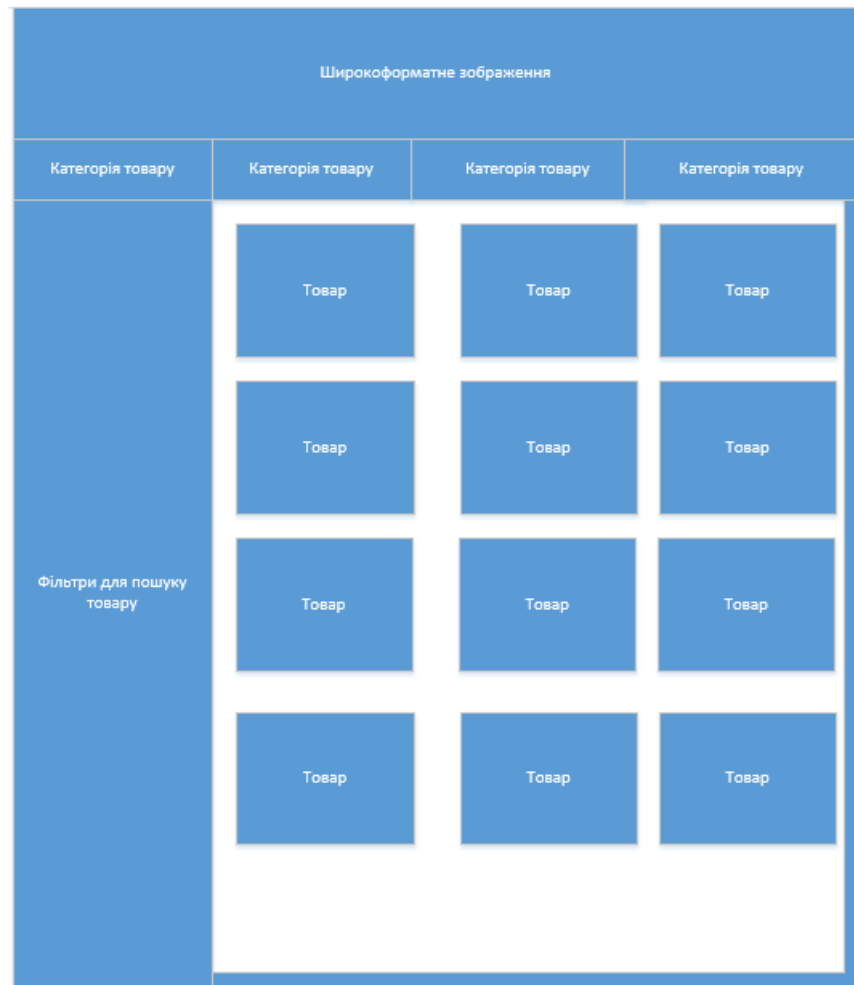 Широкоформатне зображення
Категорія товару
Категорія товару
Категорія товару
Категорія товару
Фільтри для пошуку
товару
Товар
Товар
Товар
Товар
Товар
Товар
Товар
Товар
Товар
Товар
Товар
Товар